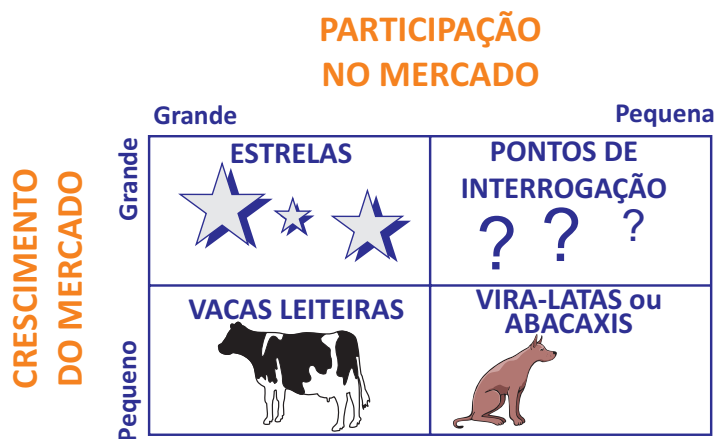 PARTICIPAÇÃO
NO MERCADO
Grande
Pequena
CRESCIMENTO
DO MERCADO
Grande
ESTRELAS
PONTOS DE
INTERROGAÇÃO
? ? ?
Pequeno
VACAS LEITEIRAS
VIRA-LATAS ou
ABACAXIS